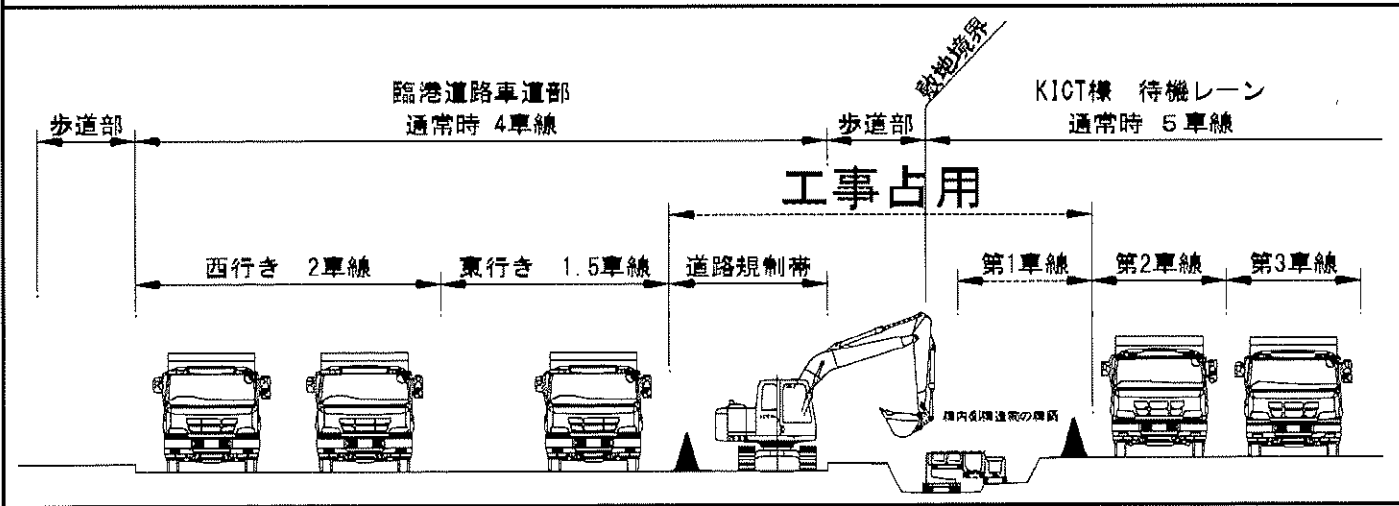 敷地境界
臨港道路車道部
KICT様 待機レーン
歩道部
通常時 4車線
歩道部
通常時 5車線
工事占用
西行き 2車線
東行き 1.5車線
道路規制帯
第1車線
第2車線
第3車線